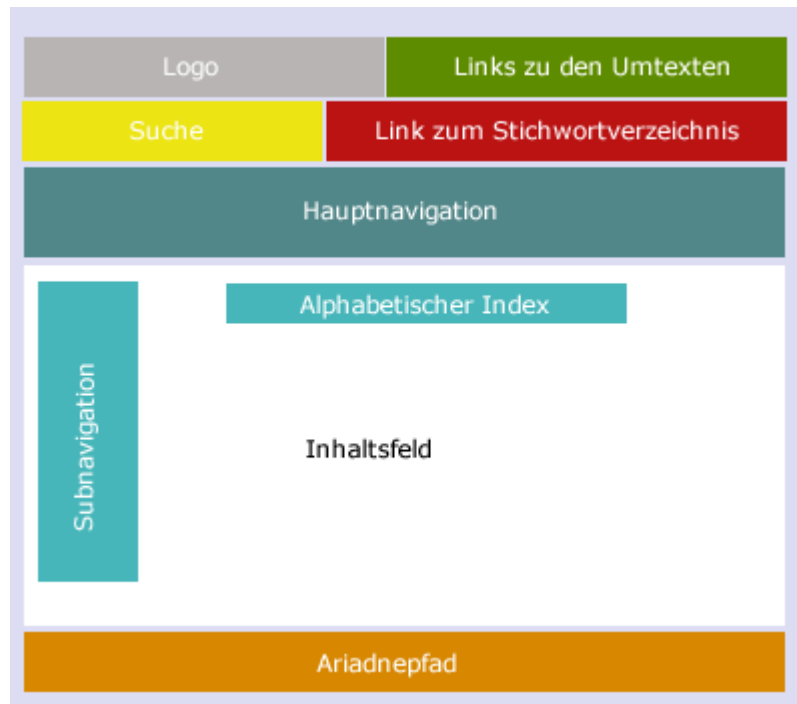 Logo
Links zu den Umtexten
Suche
Link zum Stichwortverzeichnis
Hauptnavigation
Alphabetischer Index
Subnavigation
Inhaltsfeld
Ariadnepfad